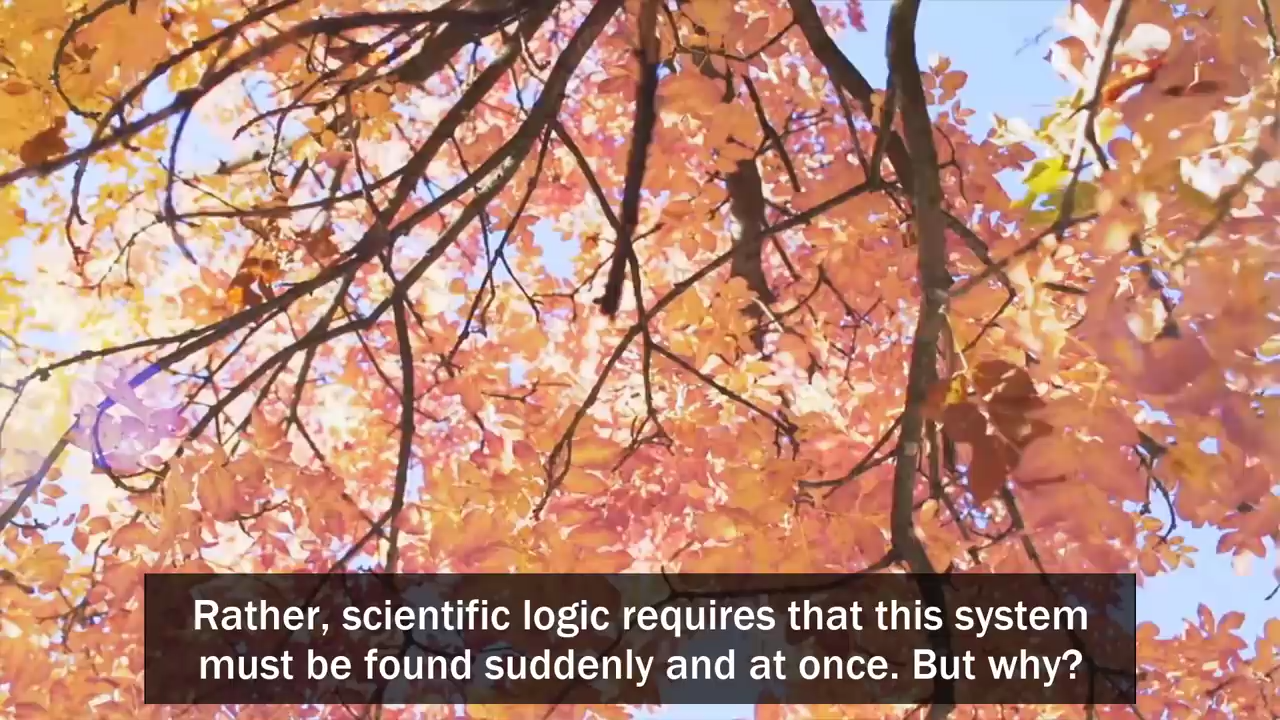 Rather, scientific logic requires that this system
must be found suddenly and at once. But why?